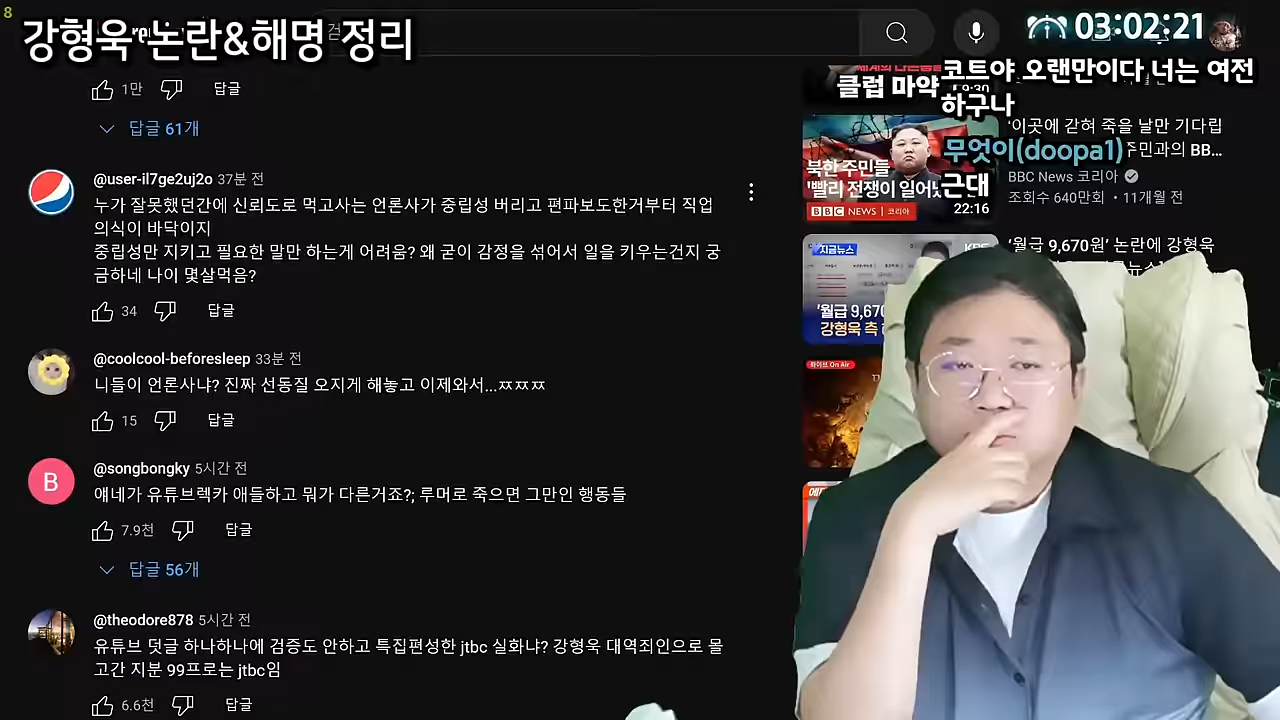 8
강형욱 논란&해명 정리
03:02:21
1만
답글
답글 61개
@user-il7ge2uj2o 37분 전
누가 잘못했던간에 신뢰도로 먹고사는 언론사가 중립성 버리고 편파보도한거부터 직업
의식이 바닥이지
중립성만 지키고 필요한 말만 하는게 어려움? 왜 굳이 감정을 섞어서 일을 키우는건지 궁
금하네 나이 몇살먹음?
34
답글
@coolcool-beforesleep 33분 전
니들이 언론사냐? 진짜 선동질 오지게 해놓고 이제와서...ㅉㅉㅉ
15
답글
B
@songbongky 5시간 전
얘네가 유튜브렉카 애들하고 뭐가 다른거죠?; 루머로 죽으면 그만인 행동들
7.9천
답글
답글 56개
@theodore878 5시간 전
유튜브 덧글 하나하나에 검증도 안하고 특집편성한 jtbc 실화냐? 강형욱 대역죄인으로 몰
고간 지분 99프로는 jtbc임
6.6천
답글
클럽 마약
9:30
코트야 오랜만이다 너는 여전
하구나
무엇이(doopa1)
근대
북한 주민들
'빨리 전쟁이 일어
BBC NEWS 코리아
22:16
'이곳에 갇혀 죽을 날만 기다립
주민과의 BB...
BBC News 코리아
조회수 640만회 • 11개월 전
지금뉴스
'월급 9,670
강형욱 측
'월급 9,670원' 논란에 강형욱
라이브 On Air